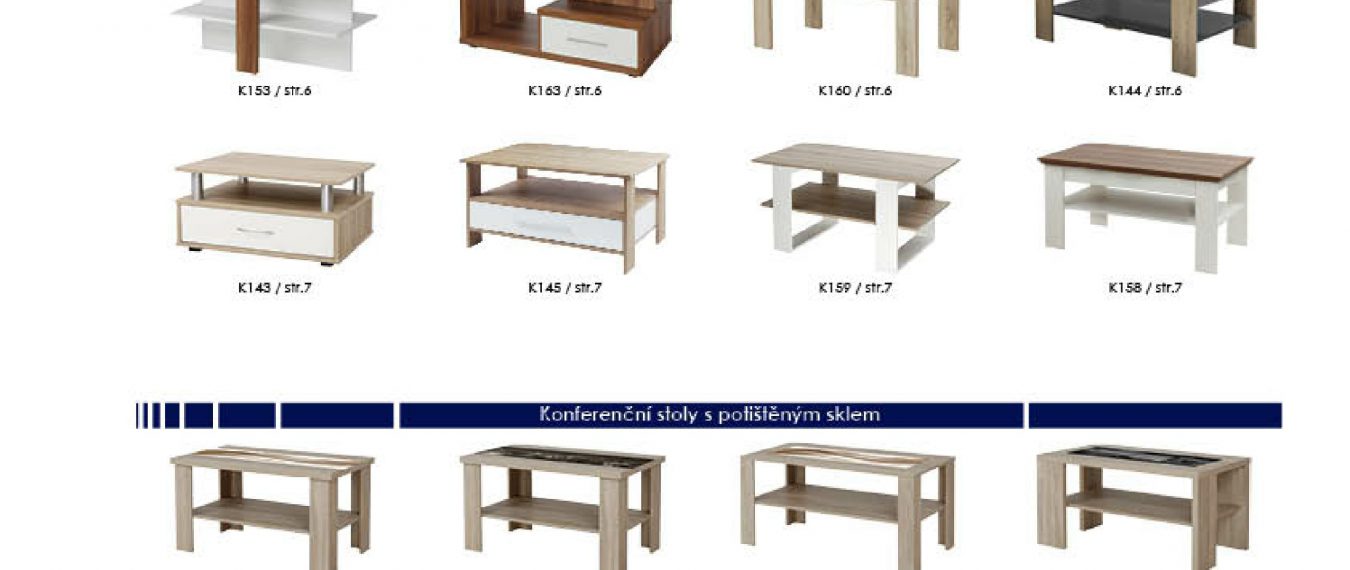 K153 / str.6
K163 / str.6
K160 / str.6
K144 / str.6
K143 / str.7
K145 / str.7
K159 / str.7
K158 / str.7
Konferenční stoly s potištěným sklem